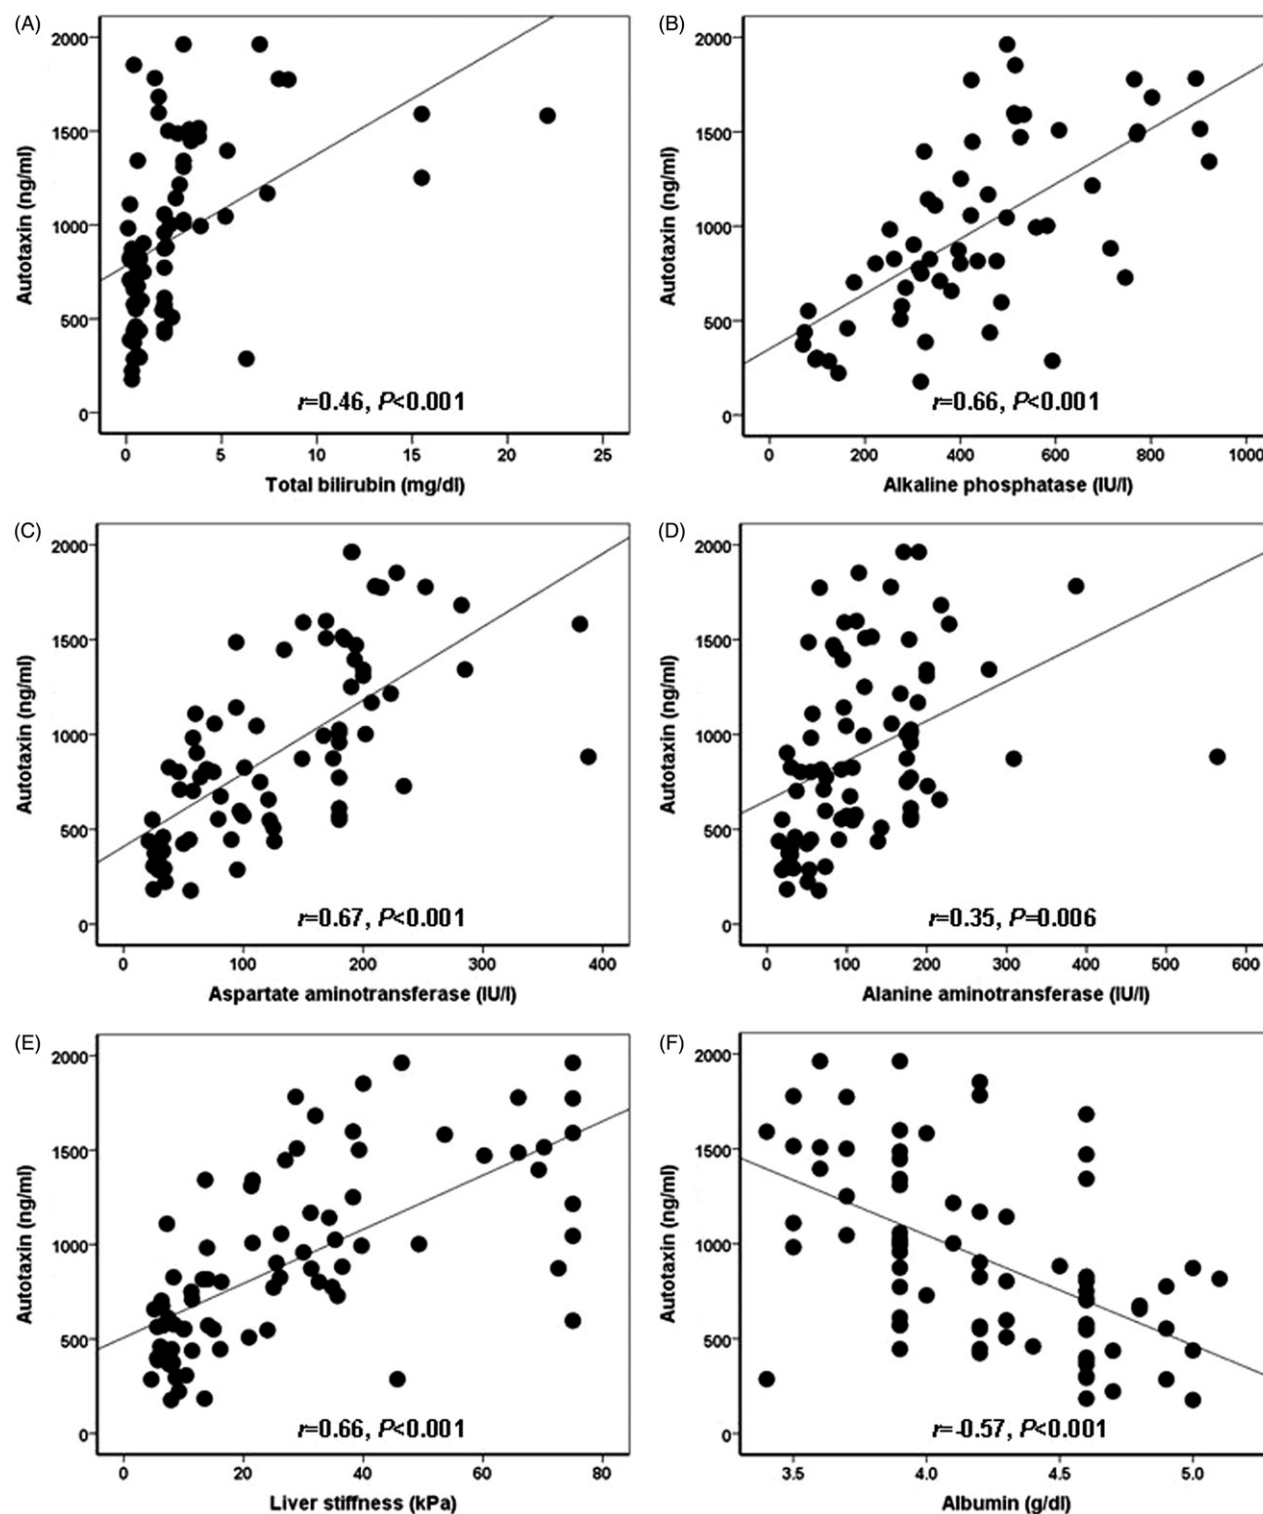 (A)
2000
1500
1000
500
0
Autotaxin (ng/ml)
r=0.46, P<0.001
0 5 10 15 20 25
Total bilirubin (mg/dl)
(B)
2000
1500
1000
500
0
Autotaxin (ng/ml)
r=0.66, P<0.001
0 200 400 600 800 1000
Alkaline phosphatase (IU/l)
(C)
2000
1500
1000
500
0
Autotaxin (ng/ml)
r=0.67, P<0.001
0 100 200 300 400
Aspartate aminotransferase (IU/l)
(D)
2000
1500
1000
500
0
Autotaxin (ng/ml)
r=0.35, P=0.006
0 100 200 300 400 500 600
Alanine aminotransferase (IU/l)
(E)
2000
1500
1000
500
0
Autotaxin (ng/ml)
r=0.66, P<0.001
0 20 40 60 80
Liver stiffness (kPa)
(F)
2000
1500
1000
500
0
Autotaxin (ng/ml)
r=-0.57, P<0.001
3.5 4.0 4.5 5.0
Albumin (g/dl)